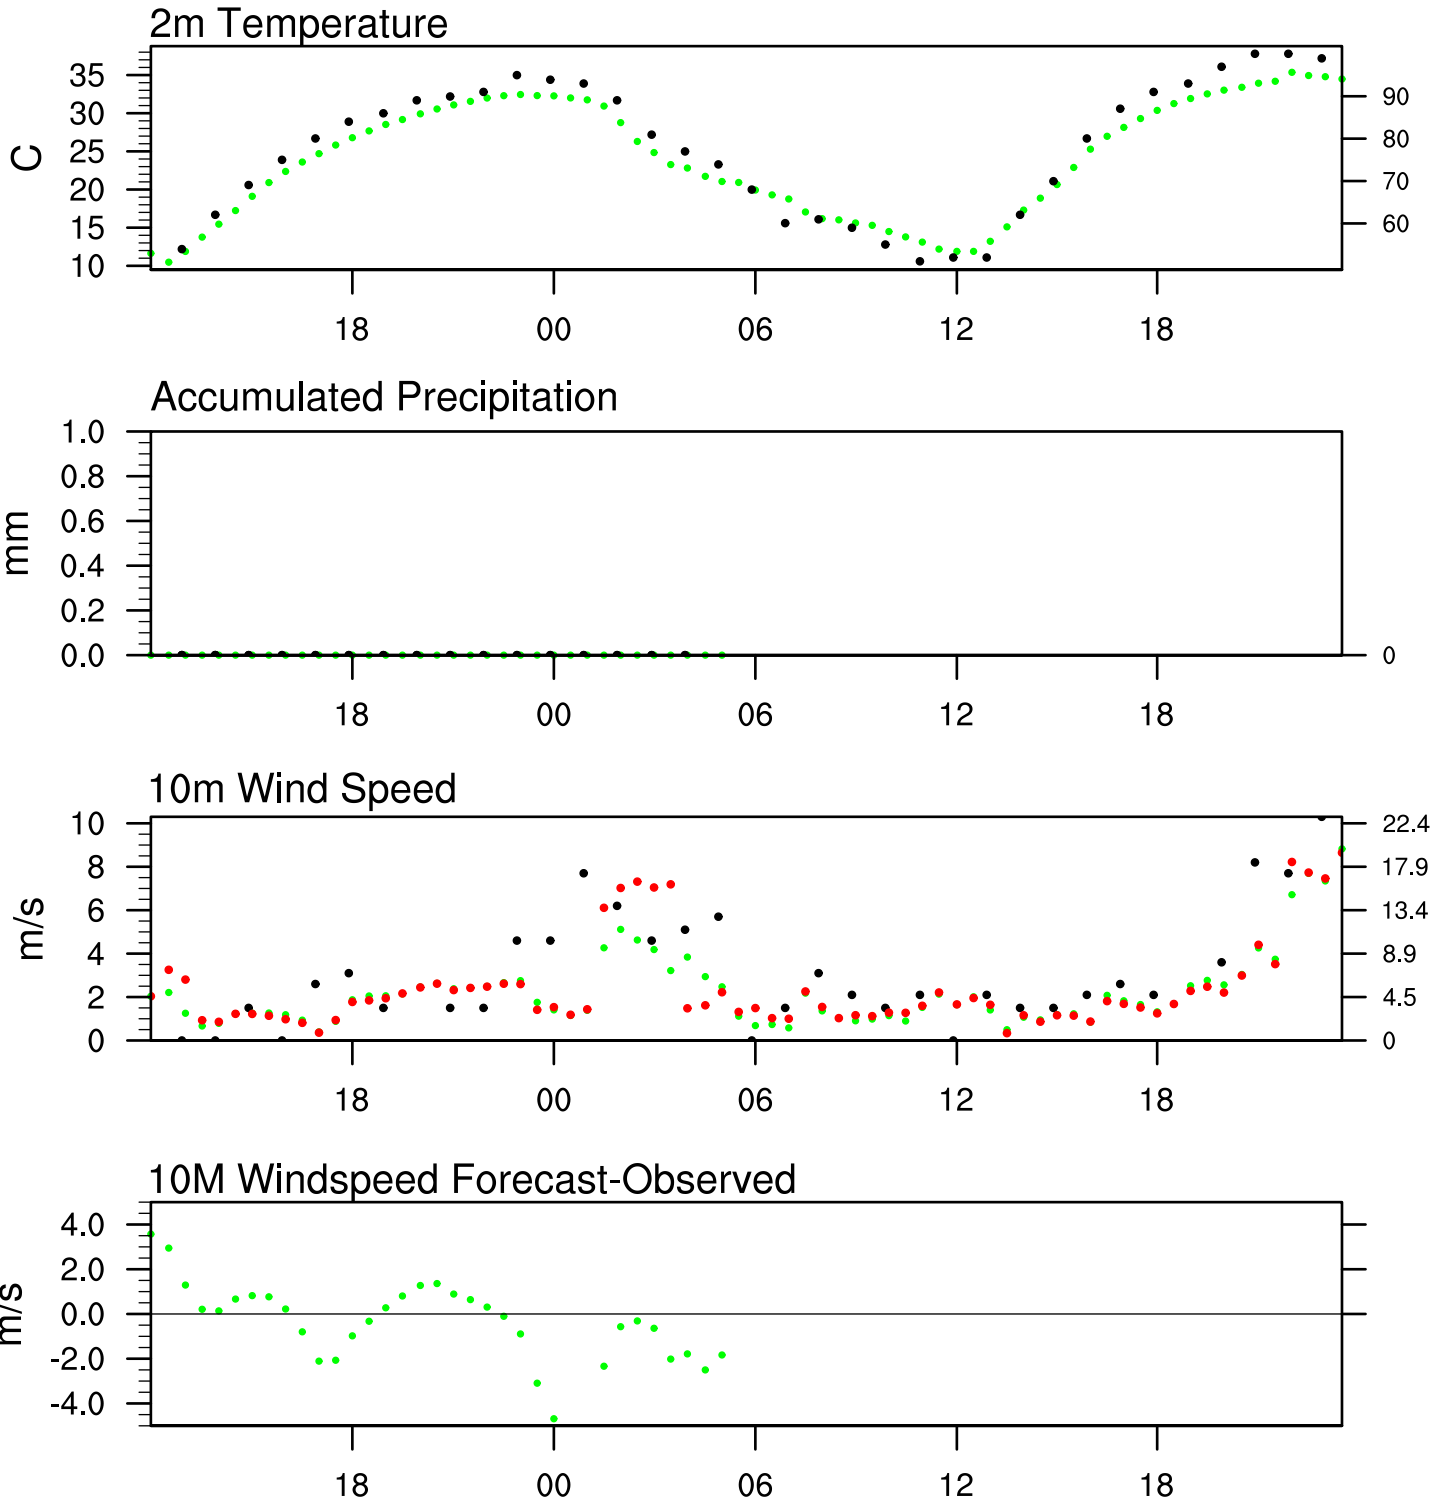 2m Temperature
C
35
30
25
20
15
10
90
80
70
60
18 00 06 12 18
Accumulated Precipitation
mm
1.0
0.8
0.6
0.4
0.2
0.0
0
18 00 06 12 18
10m Wind Speed
m/s
10
8
6
4
2
0
22.4
17.9
13.4
8.9
4.5
0
18 00 06 12 18
10M Windspeed Forecast-Observed
m/s
4.0
2.0
0.0
-2.0
-4.0
18 00 06 12 18